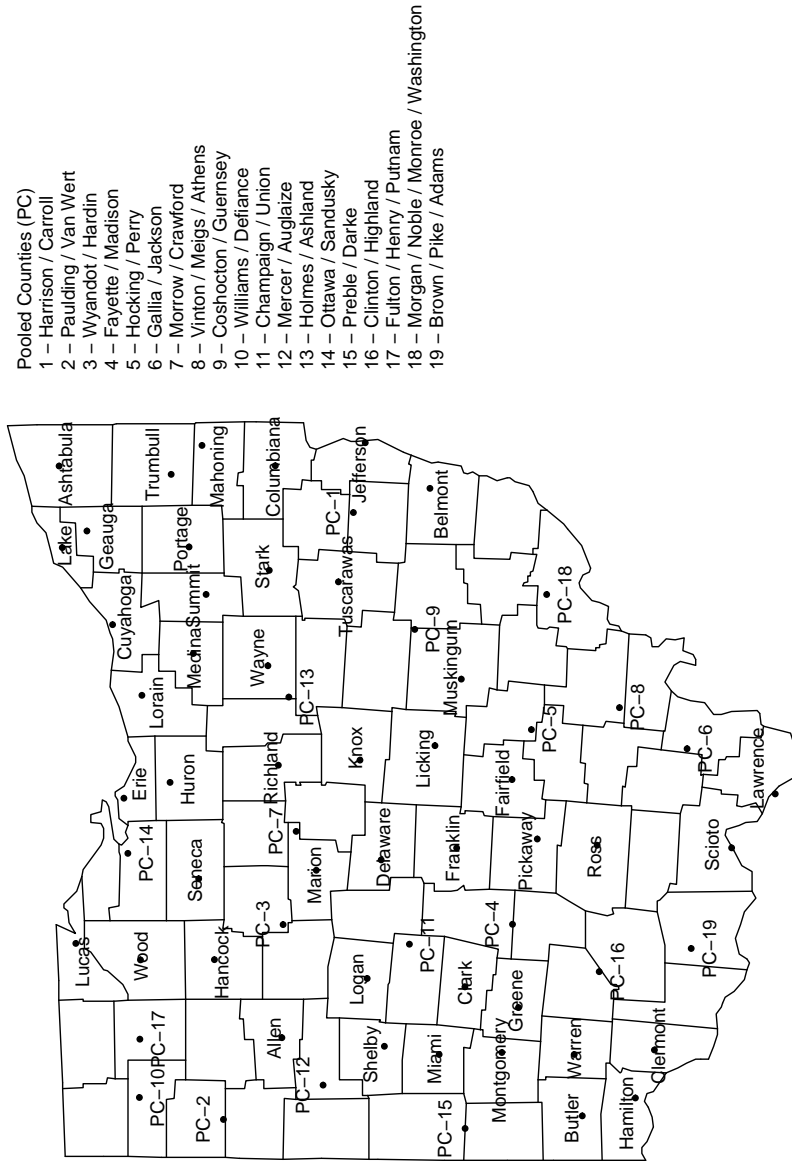 Pooled Counties (PC)
1 – Harrison / Carroll
2 – Paulding / Van Wert
3 – Wyandot / Hardin
4 – Fayette / Madison
5 – Hocking / Perry
6 – Gallia / Jackson
7 – Morrow / Crawford
8 – Vinton / Meigs / Athens
9 – Coshocton / Guernsey
10 – Williams / Defiance
11 – Champaign / Union
12 – Mercer / Auglaize
13 – Holmes / Ashland
14 – Ottawa / Sandusky
15 – Preble / Darke
16 – Clinton / Highland
17 – Fulton / Henry / Putnam
18 – Morgan / Noble / Monroe / Washington
19 – Brown / Pike / Adams
Lucas
Lake
Ashtabula
Geauga
Cuyahoga
Erie
Lorain
Wood
PC–14
PC–10
PC–17
Huron
Trumbull
Portage
Summit
Medina
Seneca
PC–2
Hancock
Mahoning
Stark
Wayne
Columbiana
Richland
PC–7
PC–3
Allen
PC–13
PC–12
Marion
PC–1
Tuscarawas
Jefferson
Knox
Logan
Shelby
Delaware
PC–11
PC–9
Belmont
Licking
Miami
Muskingum
Franklin
Clark
PC–15
Montgomery
Greene
PC–4
Fairfield
Pickaway
PC–5
PC–18
Butler
Warren
Ross
PC–16
PC–8
Hamilton
Clermont
PC–19
PC–6
Scioto
Lawrence